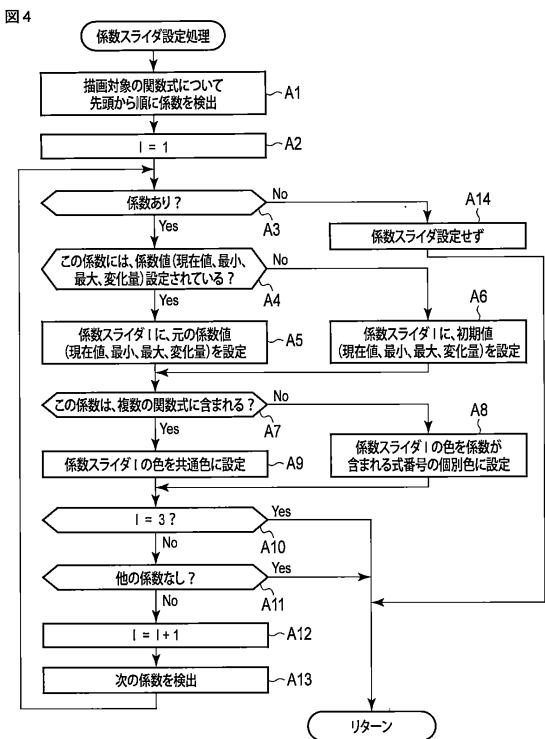 図4
係数スライダ設定処理
描画対象の関数式について
先頭から順に係数を検出
A1
I = 1
A2
係数あり?
No
A3
Yes
A14
係数スライダ設定せず
この係数には、係数値(現在値、最小、
最大、変化量)設定されている?
No
A4
Yes
A6
係数スライダIに、元の係数値
(現在値、最小、最大、変化量)を設定
A5
係数スライダIに、初期値
(現在値、最小、最大、変化量)を設定
この係数は、複数の関数式に含まれる?
No
A7
Yes
A8
係数スライダIの色を共通色に設定
A9
係数スライダIの色を係数が
含まれる式番号の個別色に設定
I = 3?
Yes
A10
No
他の係数なし?
Yes
A11
No
I = I+1
A12
次の係数を検出
A13
リターン